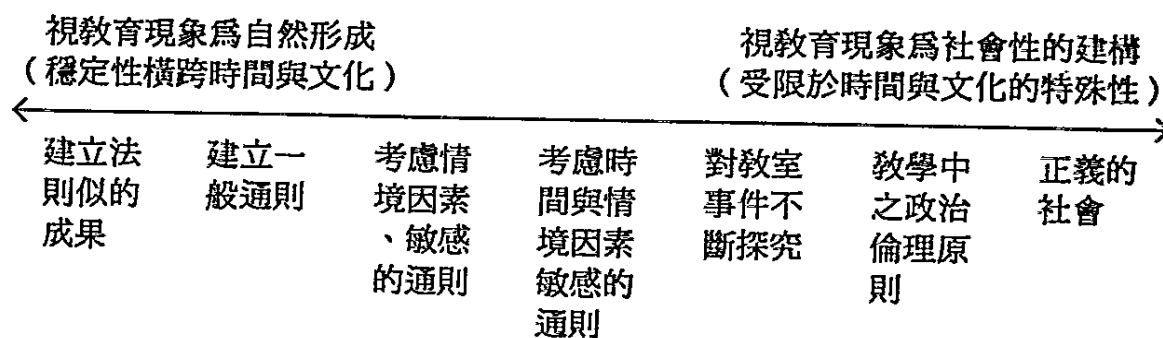 視教育現象爲自然形成
（穩定性橫跨時間與文化）
視教育現象爲社會性的建構
（受限於時間與文化的特殊性）
建立法
則似的
成果
建立一
般通則
考慮情
境因素
、敏感
的通則
考慮時
間與情
境因素
敏感的
通則
對教室
事件不
斷探究
教學中
之政治
倫理原
則
正義的
社會